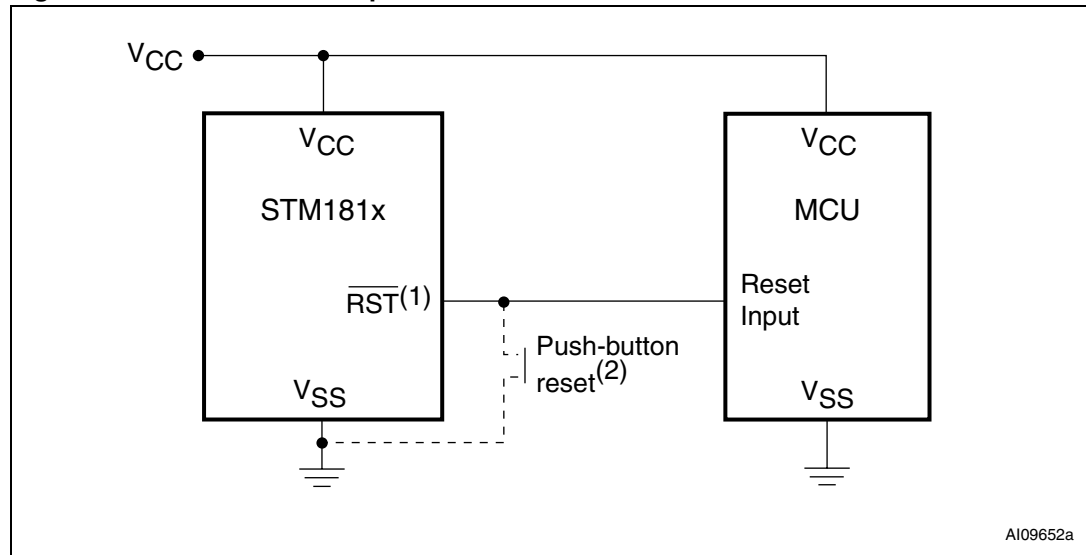 VCC
VCC
STM181x
RST(1)
VSS
Push-button
reset(2)
VCC
MCU
Reset
Input
VSS
AI09652a